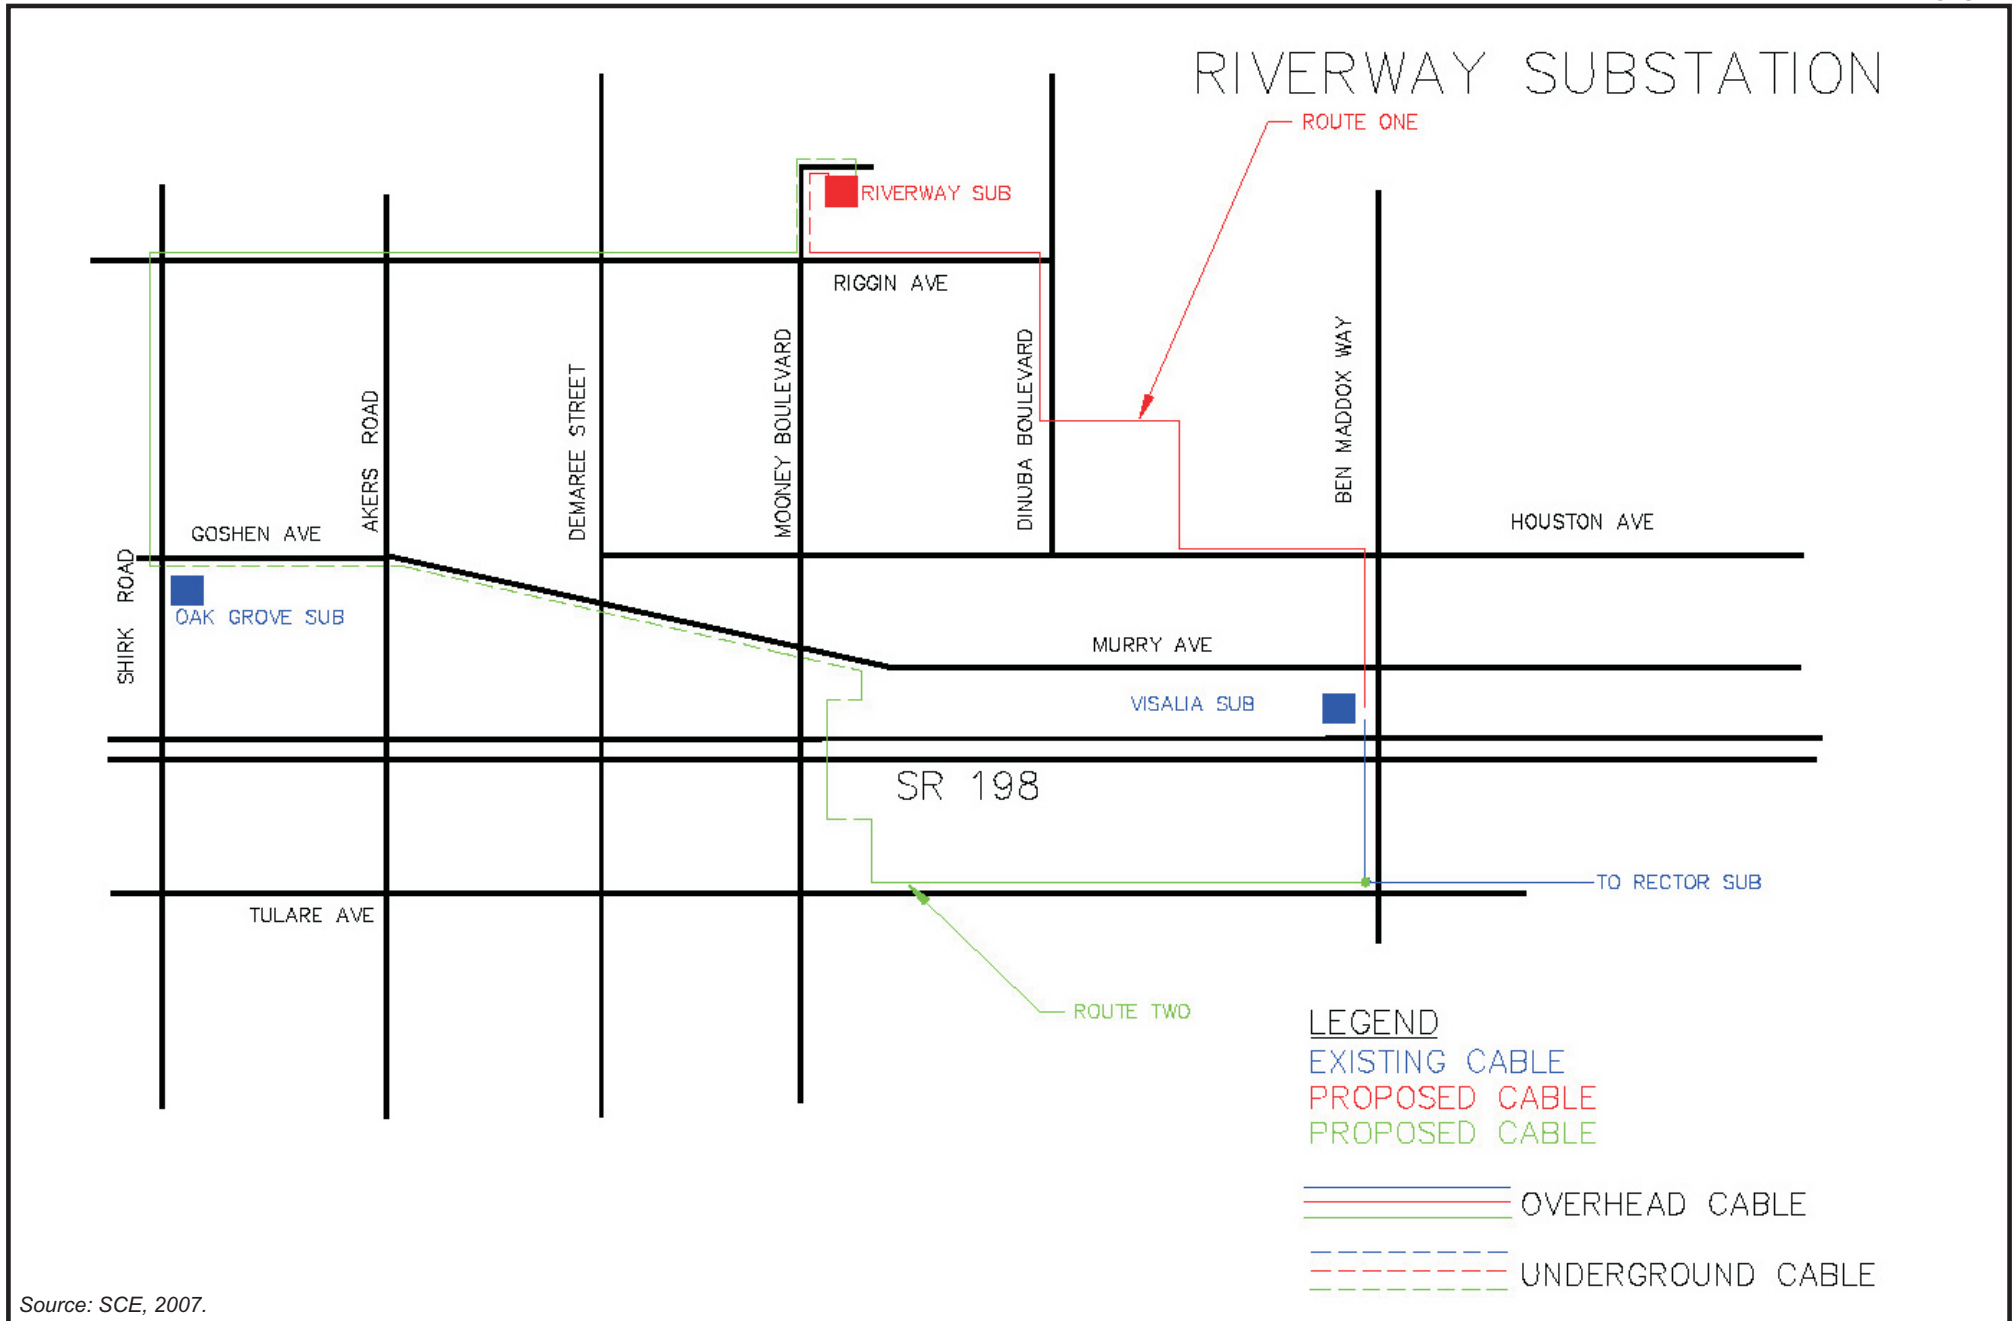 RIVERWAY SUBSTATION
ROUTE ONE
RIVERWAY SUB
RIGGIN AVE
AKERS ROAD
DEMAREE STREET
MOONEY BOULEVARD
DINUBA BOULEVARD
BEN MADDOX WAY
GOSHEN AVE
HOUSTON AVE
SHIRK ROAD
OAK GROVE SUB
MURRY AVE
VISALIA SUB
SR 198
TO RECTOR SUB
TULARE AVE
ROUTE TWO
LEGEND
EXISTING CABLE
PROPOSED CABLE
PROPOSED CABLE
OVERHEAD CABLE
UNDERGROUND CABLE
Source: SCE, 2007.